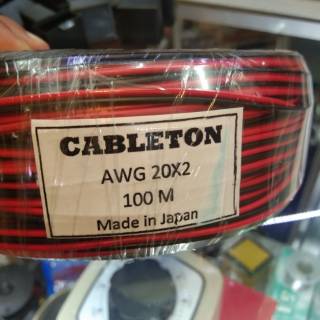 CABLETON
AWG 20X2
100 M
Made in Japan